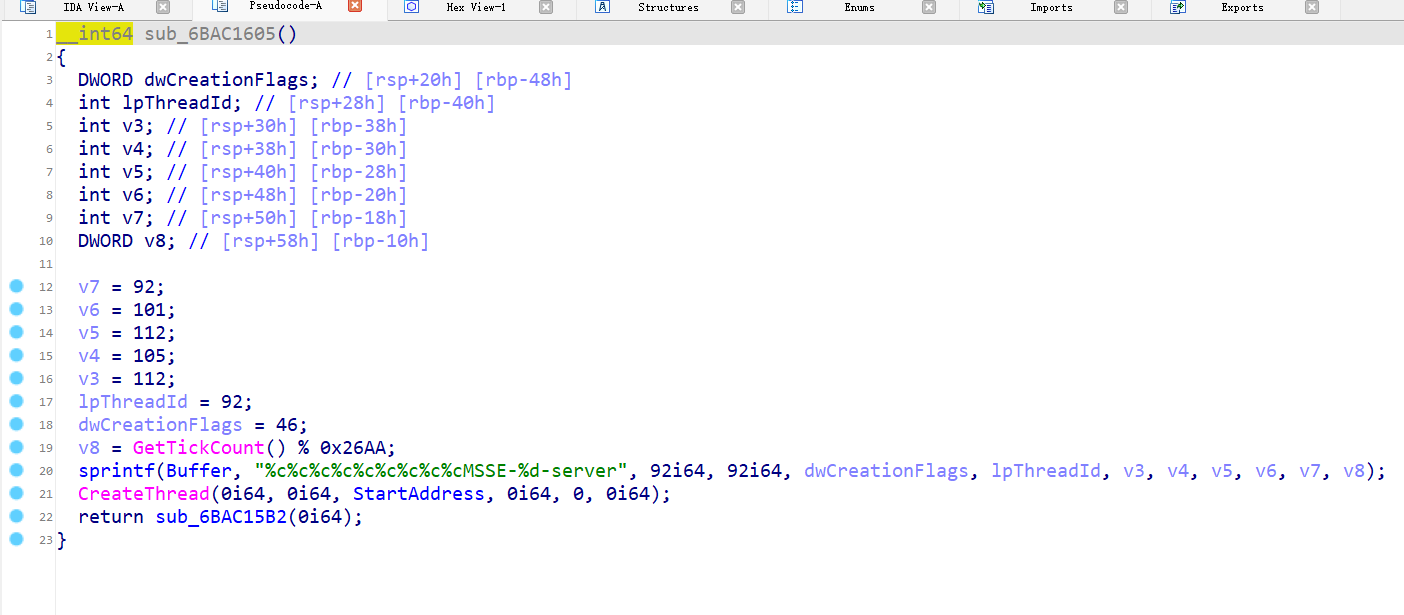 IDA View-A Pseudocode-A Hex View-1 Structures Enums Imports Exports
1 __int64 sub_6BAC1605()
2 {
3 DWORD dwCreationFlags; // [rsp+20h] [rbp-48h]
4 int lpThreadId; // [rsp+28h] [rbp-40h]
5 int v3; // [rsp+30h] [rbp-38h]
6 int v4; // [rsp+38h] [rbp-30h]
7 int v5; // [rsp+40h] [rbp-28h]
8 int v6; // [rsp+48h] [rbp-20h]
9 int v7; // [rsp+50h] [rbp-18h]
10 DWORD v8; // [rsp+58h] [rbp-10h]
11
12 v7 = 92;
13 v6 = 101;
14 v5 = 112;
15 v4 = 105;
16 v3 = 112;
17 lpThreadId = 92;
18 dwCreationFlags = 46;
19 v8 = GetTickCount() % 0x26AA;
20 sprintf(Buffer, "%c%c%c%c%c%c%c%c%cMSSE-%d-server", 92i64, 92i64, dwCreationFlags, lpThreadId, v3, v4, v5, v6, v7, v8);
21 CreateThread(0i64, 0i64, StartAddress, 0i64, 0, 0i64);
22 return sub_6BAC15B2(0i64);
23 }